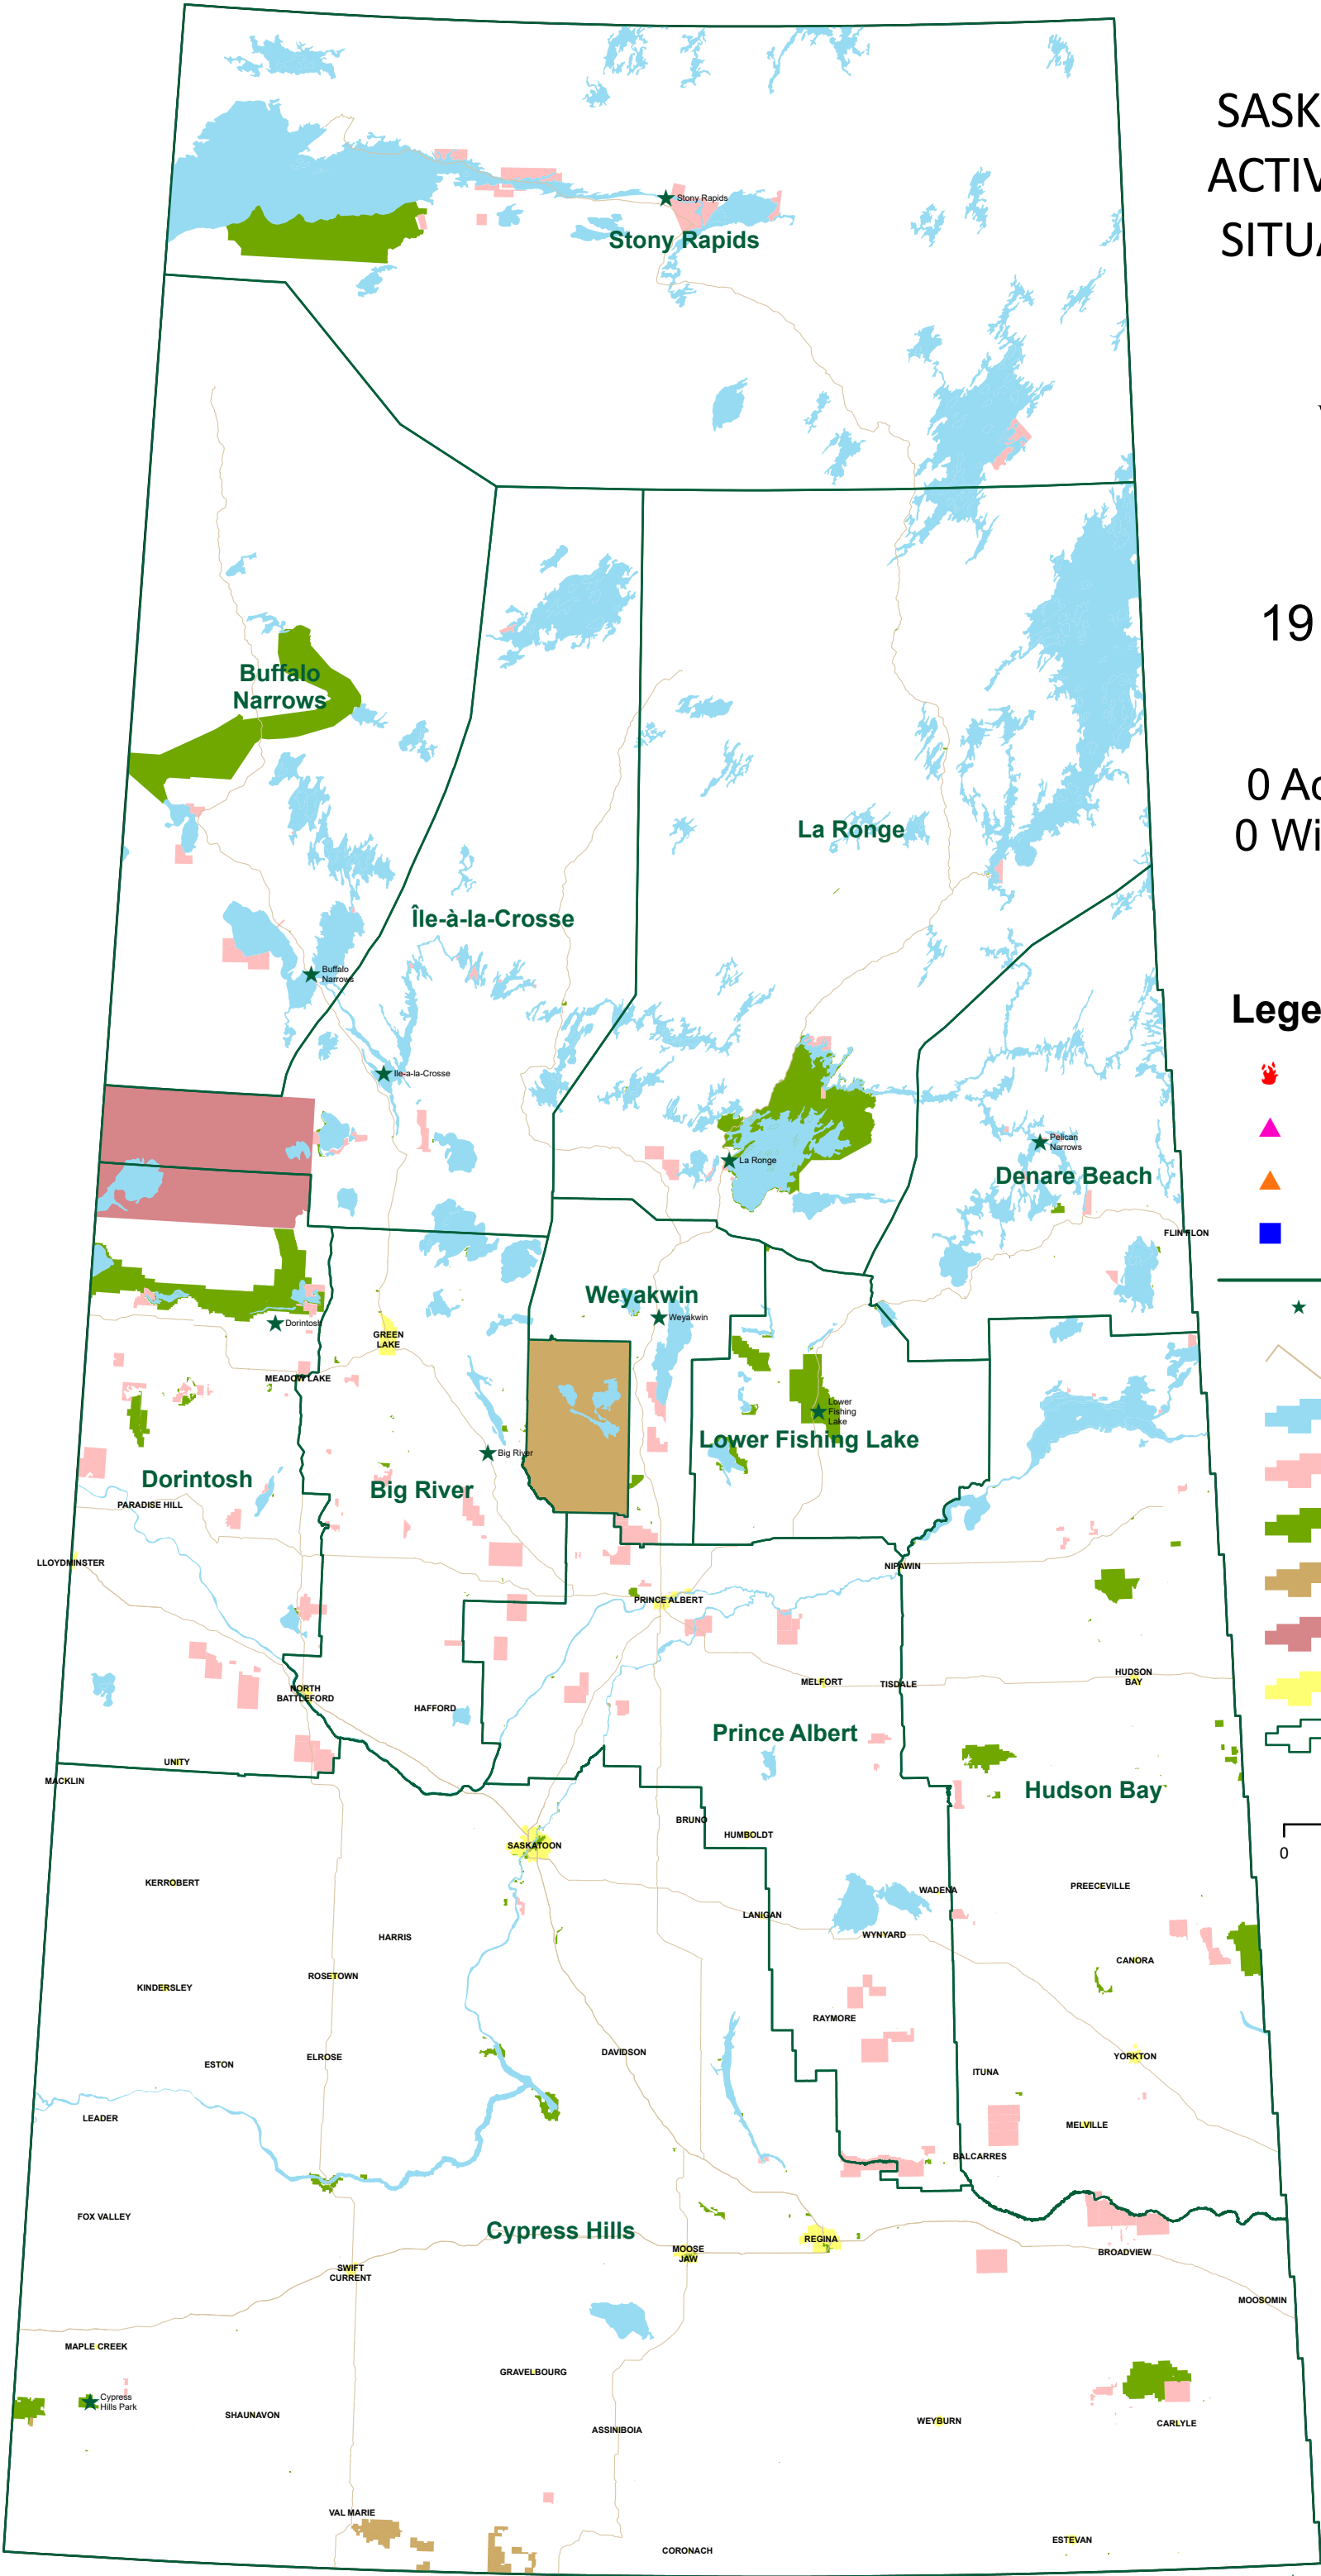 SASK
ACTIV
SITUA
Stony Rapids
Stony Rapids
19
Buffalo
Narrows
0 Ac
0 Wi
La Ronge
Île-à-la-Crosse
Buffalo
Narrows
Lege
Ile-a-la-Crosse
Pelican
Narrows
La Ronge
Denare Beach
FLIN FLON
Weyakwin
Weyakwin
Dorintosh
GREEN
LAKE
MEADOW LAKE
Lower
Fishing
Lake
Lower Fishing Lake
Big River
Dorintosh
Big River
PARADISE HILL
LLOYDMINSTER
NIPAWIN
PRINCE ALBERT
HUDSON
BAY
MELFORT
TISDALE
NORTH
BATTLEFORD
HAFFORD
Prince Albert
UNITY
MACKLIN
Hudson Bay
BRUNO
HUMBOLDT
SASKATOON
0
KERROBERT
PREECEVILLE
WADENA
LANIGAN
WYNYARD
HARRIS
CANORA
ROSETOWN
KINDERSLEY
RAYMORE
DAVIDSON
ELROSE
YORKTON
ESTON
ITUNA
LEADER
MELVILLE
BALCARRES
FOX VALLEY
Cypress Hills
REGINA
MOOSE
JAW
BROADVIEW
SWIFT
CURRENT
MOOSOMIN
MAPLE CREEK
GRAVELBOURG
Cypress
Hills Park
SHAUNAVON
WEYBURN
CARLYLE
ASSINIBOIA
VAL MARIE
ESTEVAN
CORONACH